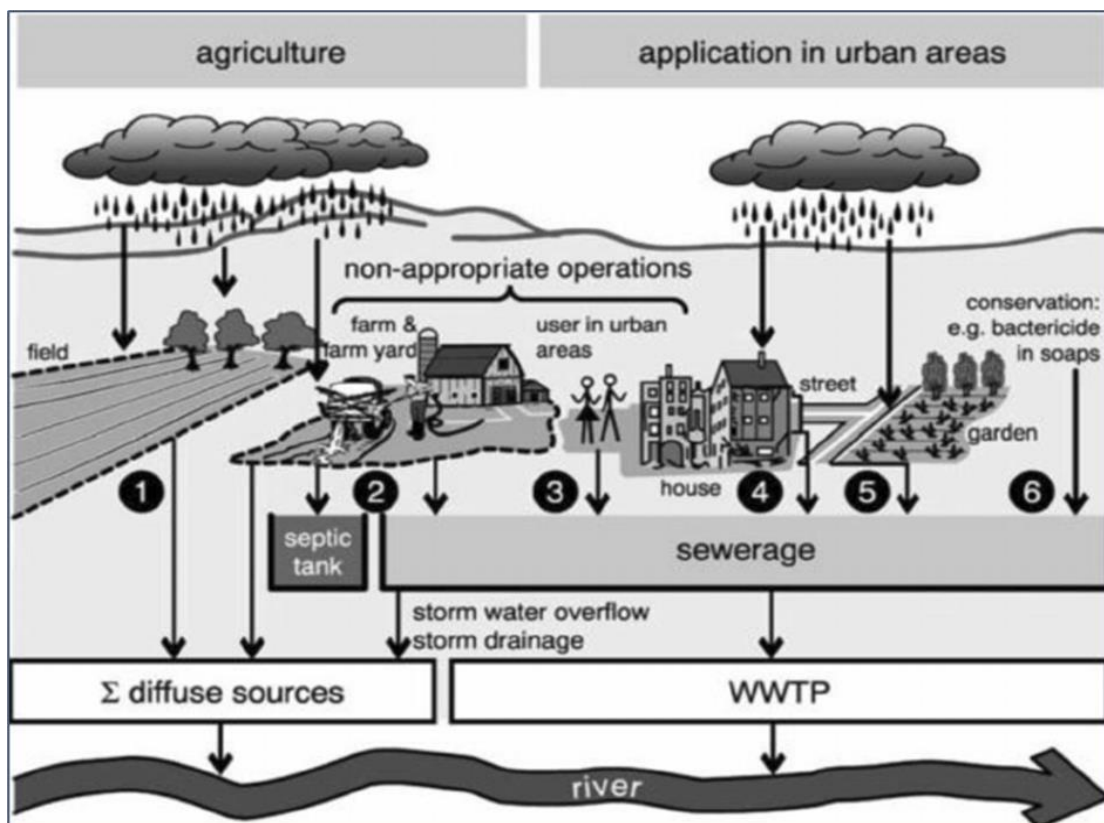 agriculture
application in urban areas
non-appropriate operations
farm &
farm yard
user in urban
areas
conservation:
e.g. bactericide
in soaps
field
street
garden
house
1
2
3
4
5
6
septic
tank
sewerage
storm water overflow
storm drainage
Σ diffuse sources
WWTP
river